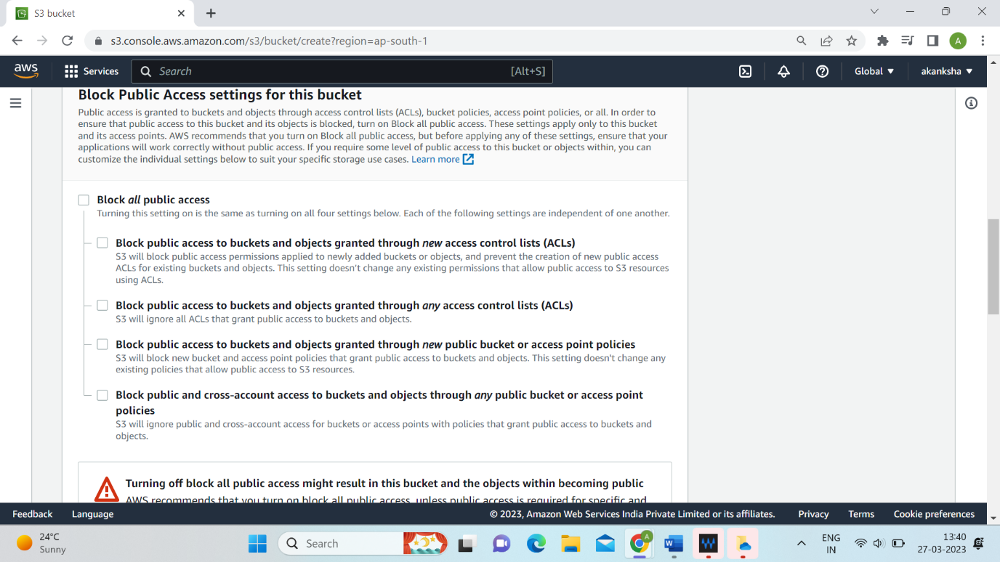 S3 bucket
s3.console.aws.amazon.com/s3/bucket/create?region=ap-south-1
A
aws
Services
Search
[Alt+S]
Global
akanksha
Block Public Access settings for this bucket
Public access is granted to buckets and objects through access control lists (ACLs), bucket policies, access point policies, or all. In order to
ensure that public access to this bucket and its objects is blocked, turn on Block all public access. These settings apply only to this bucket
and its access points. AWS recommends that you turn on Block all public access, but before applying any of these settings, ensure that your
applications will work correctly without public access. If you require some level of public access to this bucket or objects within, you can
customize the individual settings below to suit your specific storage use cases. Learn more
Block all public access
Turning this setting on is the same as turning on all four settings below. Each of the following settings are independent of one another.
Block public access to buckets and objects granted through new access control lists (ACLs)
S3 will block public access permissions applied to newly added buckets or objects, and prevent the creation of new public access
ACLs for existing buckets and objects. This setting doesn't change any existing permissions that allow public access to S3 resources
using ACLs.
Block public access to buckets and objects granted through any access control lists (ACLs)
S3 will ignore all ACLs that grant public access to buckets and objects.
Block public access to buckets and objects granted through new public bucket or access point policies
S3 will block new bucket and access point policies that grant public access to buckets and objects. This setting doesn't change any
existing policies that allow public access to S3 resources.
Block public and cross-account access to buckets and objects through any public bucket or access point
policies
S3 will ignore public and cross-account access for buckets or access points with policies that grant public access to buckets and
objects.
Turning off block all public access might result in this bucket and the objects within becoming public
AWS recommends that you turn on block all public access, unless public access is required for specific and
Feedback
Language
© 2023, Amazon Web Services India Private Limited or its affiliates.
Privacy
Terms
Cookie preferences
24°C
Sunny
Search
A
W
ENG
IN
13:40
27-03-2023